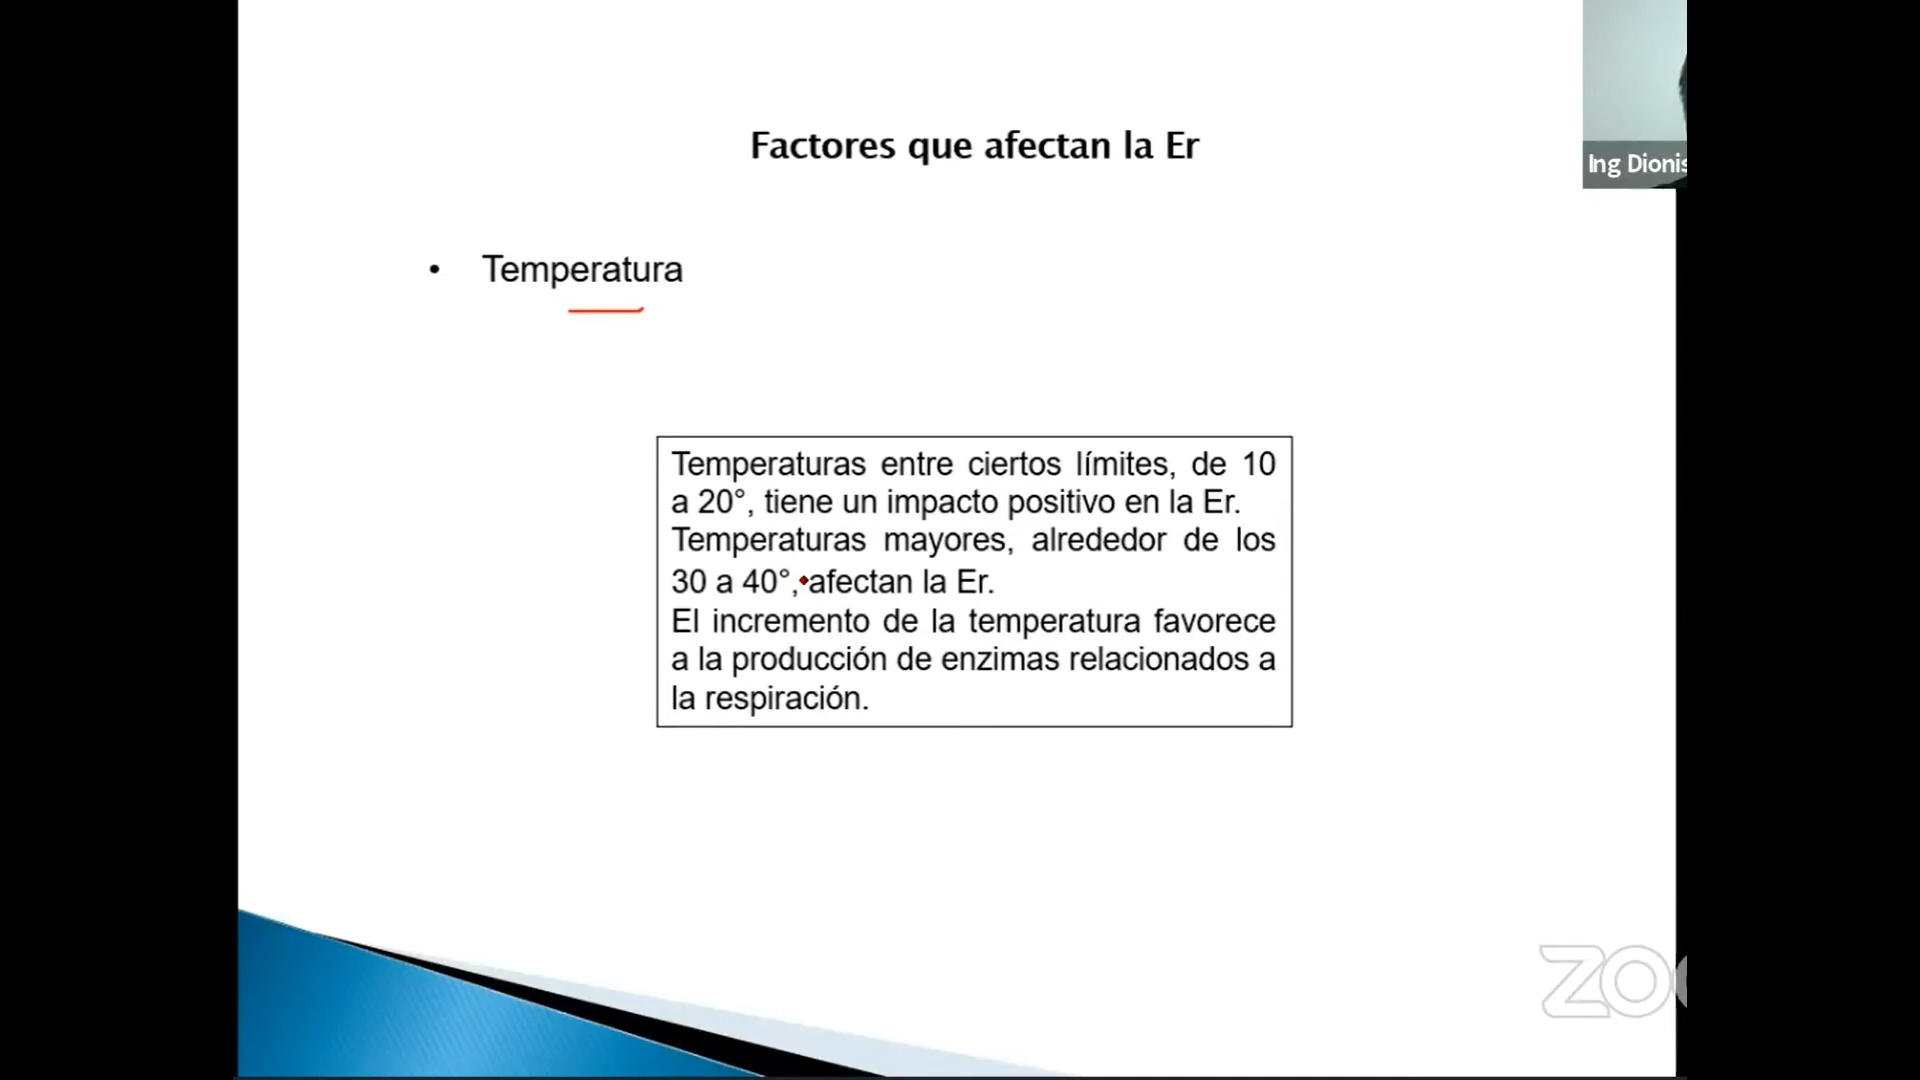 Factores que afectan la Er
Ing Dionis
• Temperatura
Temperaturas entre ciertos límites, de 10
a 20°, tiene un impacto positivo en la Er.
Temperaturas mayores, alrededor de los
30 a 40°, afectan la Er.
El incremento de la temperatura favorece
a la producción de enzimas relacionados a
la respiración.